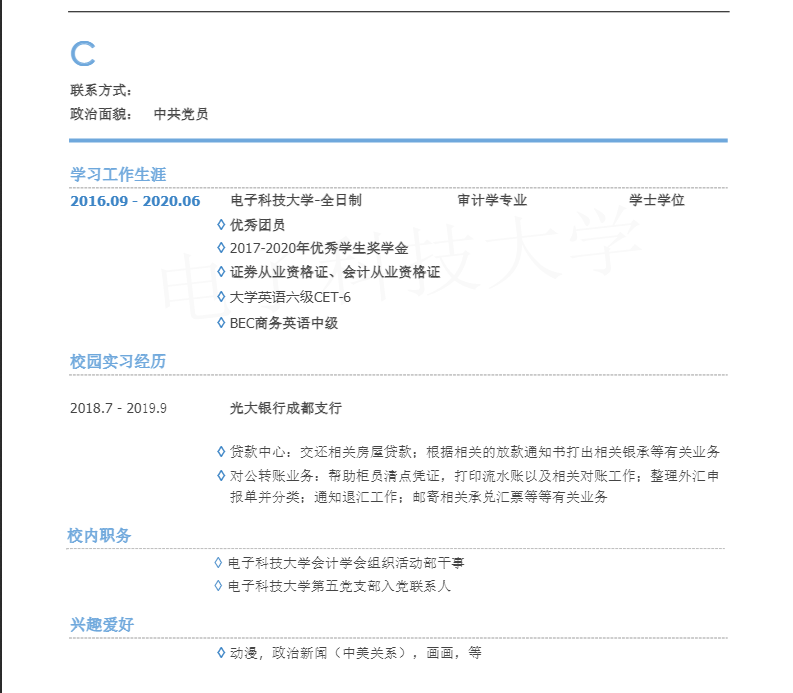 C
联系方式：
政治面貌： 中共党员
学习工作生涯
2016.09 - 2020.06 电子科技大学-全日制 审计学专业 学士学位
优秀团员
2017-2020年优秀学生奖学金
证券从业资格证、会计从业资格证
大学英语六级CET-6
BEC商务英语中级
电子科技大学
校园实习经历
2018.7 - 2019.9 光大银行成都支行
贷款中心：交还相关房屋贷款；根据相关的放款通知书打出相关银承等有关业务
对公转账业务：帮助柜员清点凭证，打印流水账以及相关对账工作；整理外汇申
报单并分类；通知退汇工作；邮寄相关承兑汇票等等有关业务
校内职务
电子科技大学会计学会组织活动部干事
电子科技大学第五党支部入党联系人
兴趣爱好
动漫，政治新闻（中美关系），画画，等